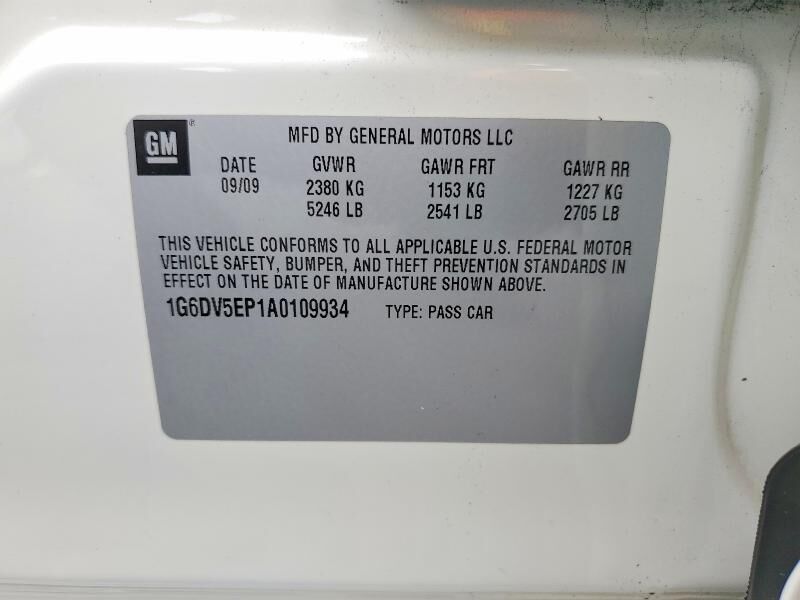 GM ®
MFD BY GENERAL MOTORS LLC
DATE GVWR GAWR FRT GAWR RR
09/09 2380 KG 1153 KG 1227 KG
5246 LB 2541 LB 2705 LB
THIS VEHICLE CONFORMS TO ALL APPLICABLE U.S. FEDERAL MOTOR
VEHICLE SAFETY, BUMPER, AND THEFT PREVENTION STANDARDS IN
EFFECT ON THE DATE OF MANUFACTURE SHOWN ABOVE.
1G6DV5EP1A0109934 TYPE: PASS CAR